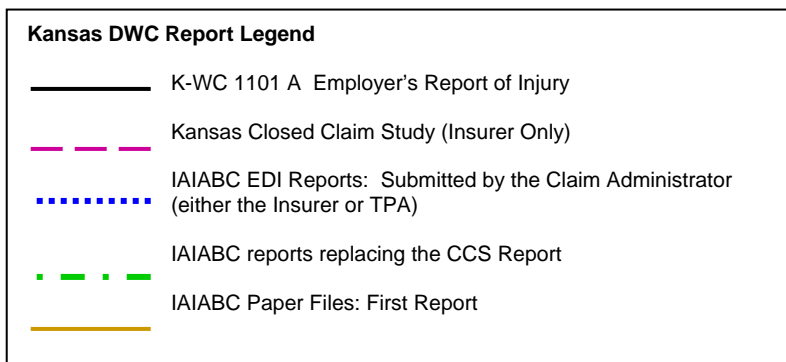 Kansas DWC Report Legend
K-WC 1101 A  Employer's Report of Injury
Kansas Closed Claim Study (Insurer Only)
IAIABC EDI Reports:  Submitted by the Claim Administrator
(either the Insurer or TPA)
IAIABC reports replacing the CCS Report
IAIABC Paper Files: First Report